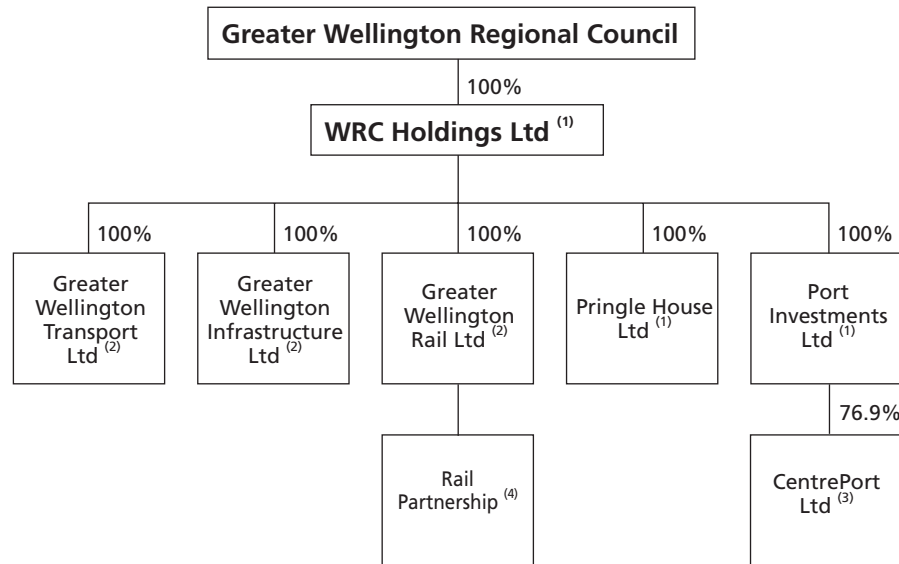 Greater Wellington Regional Council
100%
WRC Holdings Ltd (1)
100%
100%
100%
100%
100%
Greater
Wellington
Transport
Ltd (2)
Greater
Wellington
Infrastructure
Ltd (2)
Greater
Wellington
Rail Ltd (2)
Pringle House
Ltd (1)
Port
Investments
Ltd (1)
76.9%
Rail
Partnership (4)
CentrePort
Ltd (3)